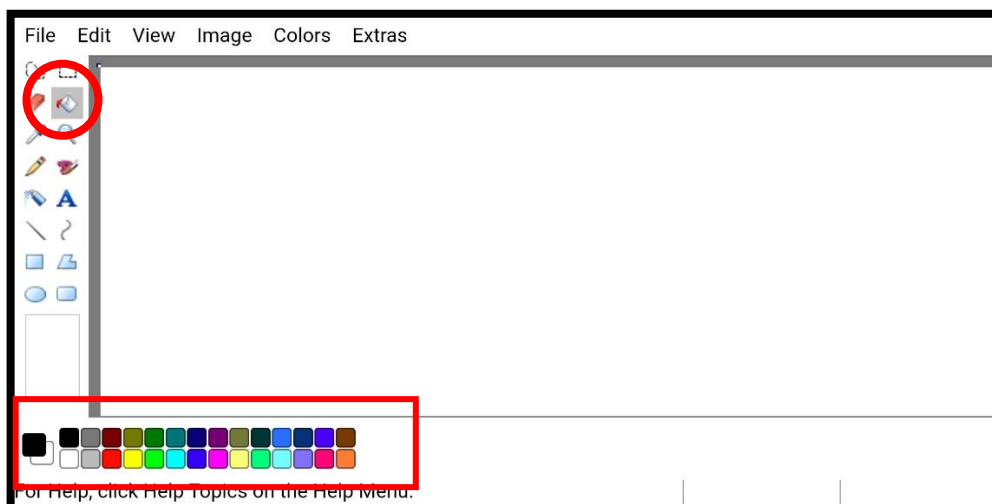 File Edit View Image Colors Extras
A
For Help, click Help Topics on the Help Menu.